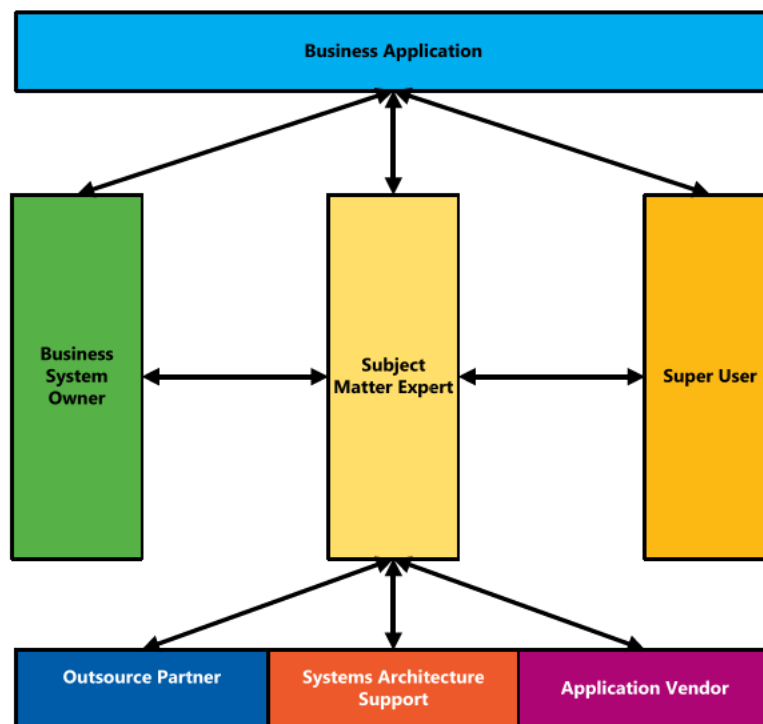 Business Application
Business
System
Owner
Subject
Matter Expert
Super User
Outsource Partner
Systems Architecture
Support
Application Vendor